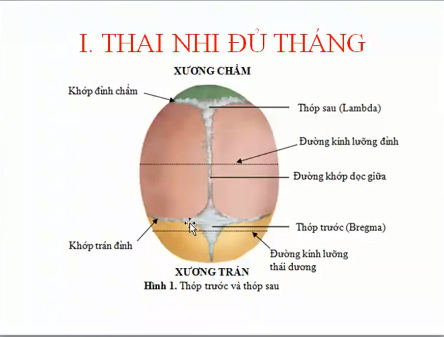 I. THAI NHI ĐỦ THÁNG
XƯƠNG CHẨM
Khớp đỉnh chẩm
Thóp sau (Lambda)
Đường kính lưỡng đỉnh
Đường khớp dọc giữa
Thóp trước (Bregma)
Khớp trán đỉnh
Đường kính lưỡng
thái dương
XƯƠNG TRÁN
Hình 1. Thóp trước và thóp sau